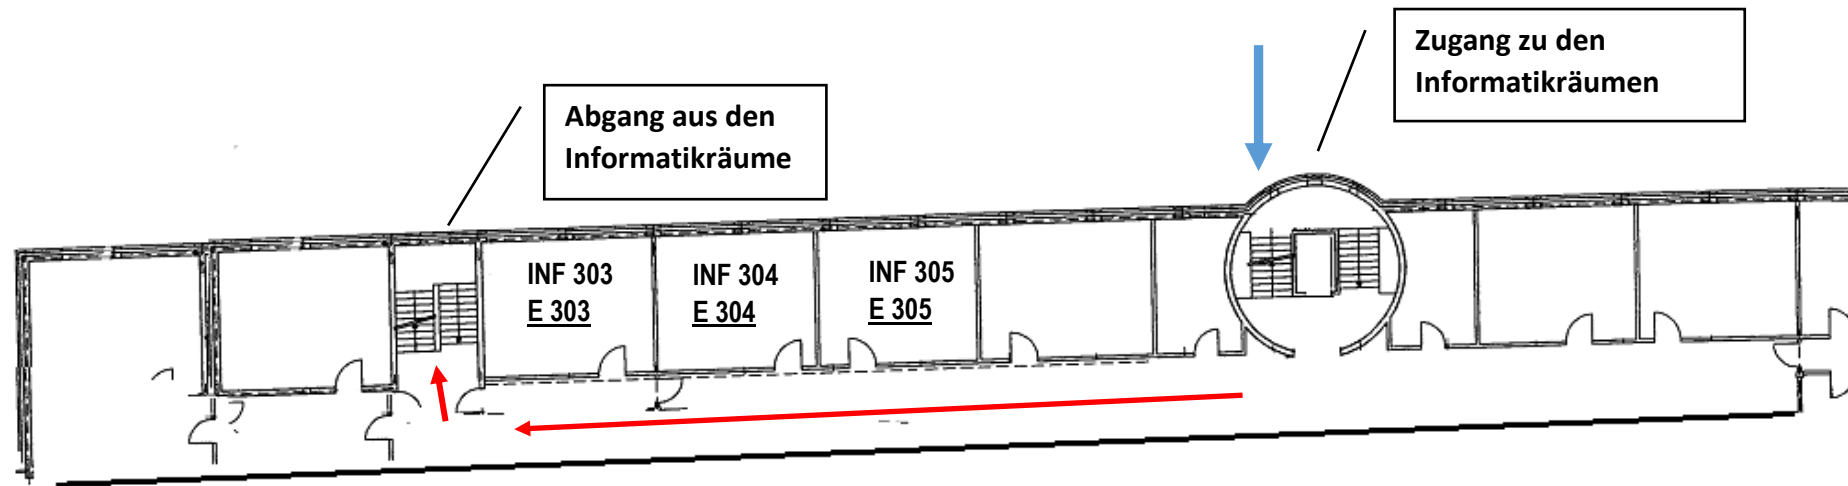 Zugang zu den
Informatikräumen
Abgang aus den
Informatikräume
INF 303
E 303
INF 304
E 304
INF 305
E 305